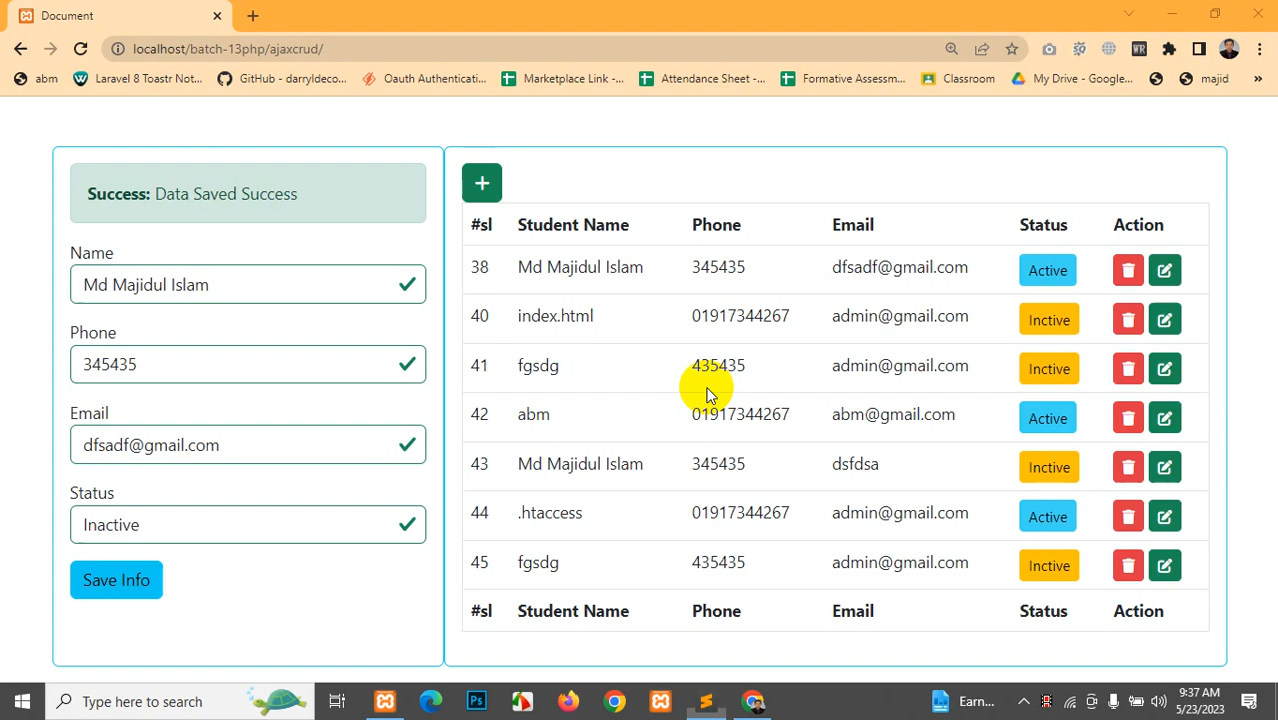 Document
localhost/batch-13php/ajaxcrud/
abm
Laravel 8 Toastr Not...
GitHub - darryldeco...
Oauth Authenticati...
Marketplace Link -...
Attendance Sheet -...
Formative Assessm...
Classroom
My Drive - Google...
majid
»
Success: Data Saved Success
Name
Md Majidul Islam
Phone
345435
Email
dfsadf@gmail.com
Status
Inactive
Save Info
+
#sl Student Name Phone Email Status Action
38 Md Majidul Islam 345435 dfsadf@gmail.com Active
40 index.html 01917344267 admin@gmail.com Inctive
41 fgsdg 435435 admin@gmail.com Inctive
42 abm 01917344267 abm@gmail.com Active
43 Md Majidul Islam 345435 dsfdsa Inctive
44 .htaccess 01917344267 admin@gmail.com Active
45 fgsdg 435435 admin@gmail.com Inctive
#sl Student Name Phone Email Status Action
Type here to search
Ps
Earn...
9:37 AM
5/23/2023
WR